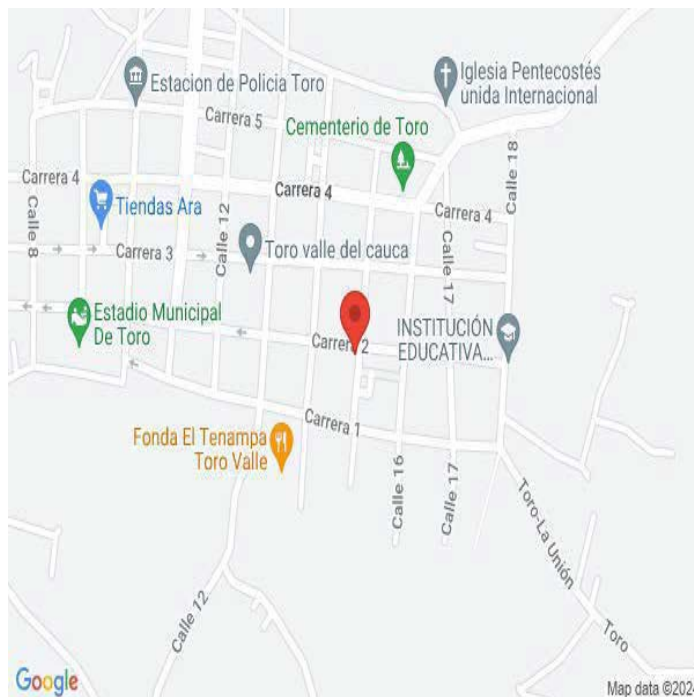 Estacion de Policia Toro
Iglesia Pentecostés
unida Internacional
Carrera 5
Cementerio de Toro
Calle 18
Carrera 4
Carrera 4
Carrera 4
Tiendas Ara
Calle 8
Calle 12
Carrera 3
Toro valle del cauca
Calle 17
Estadio Municipal
De Toro
Carrera 2
INSTITUCIÓN
EDUCATIVA...
Carrera 1
Fonda El Tenampa
Toro Valle
Calle 16
Calle 17
Toro-La Unión
Calle 12
Toro
Google
Map data ©202